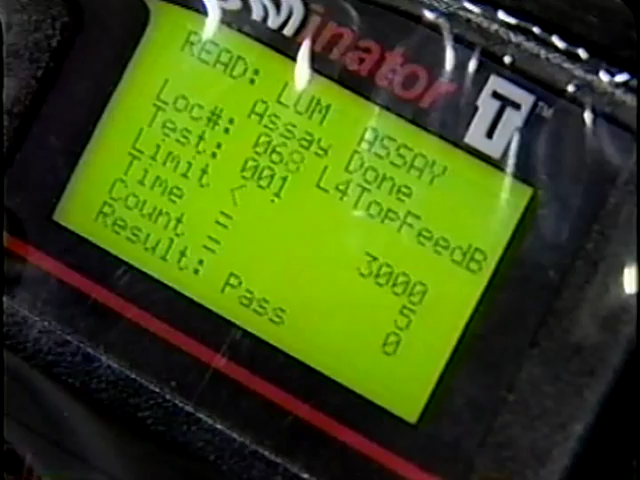 minator T™
READ: LUM ASSAY
Assay Done
Loc#: 068 L4TopFeedB
Test: 001
Limit < 3000
Time = 5
Count = 0
Result: Pass